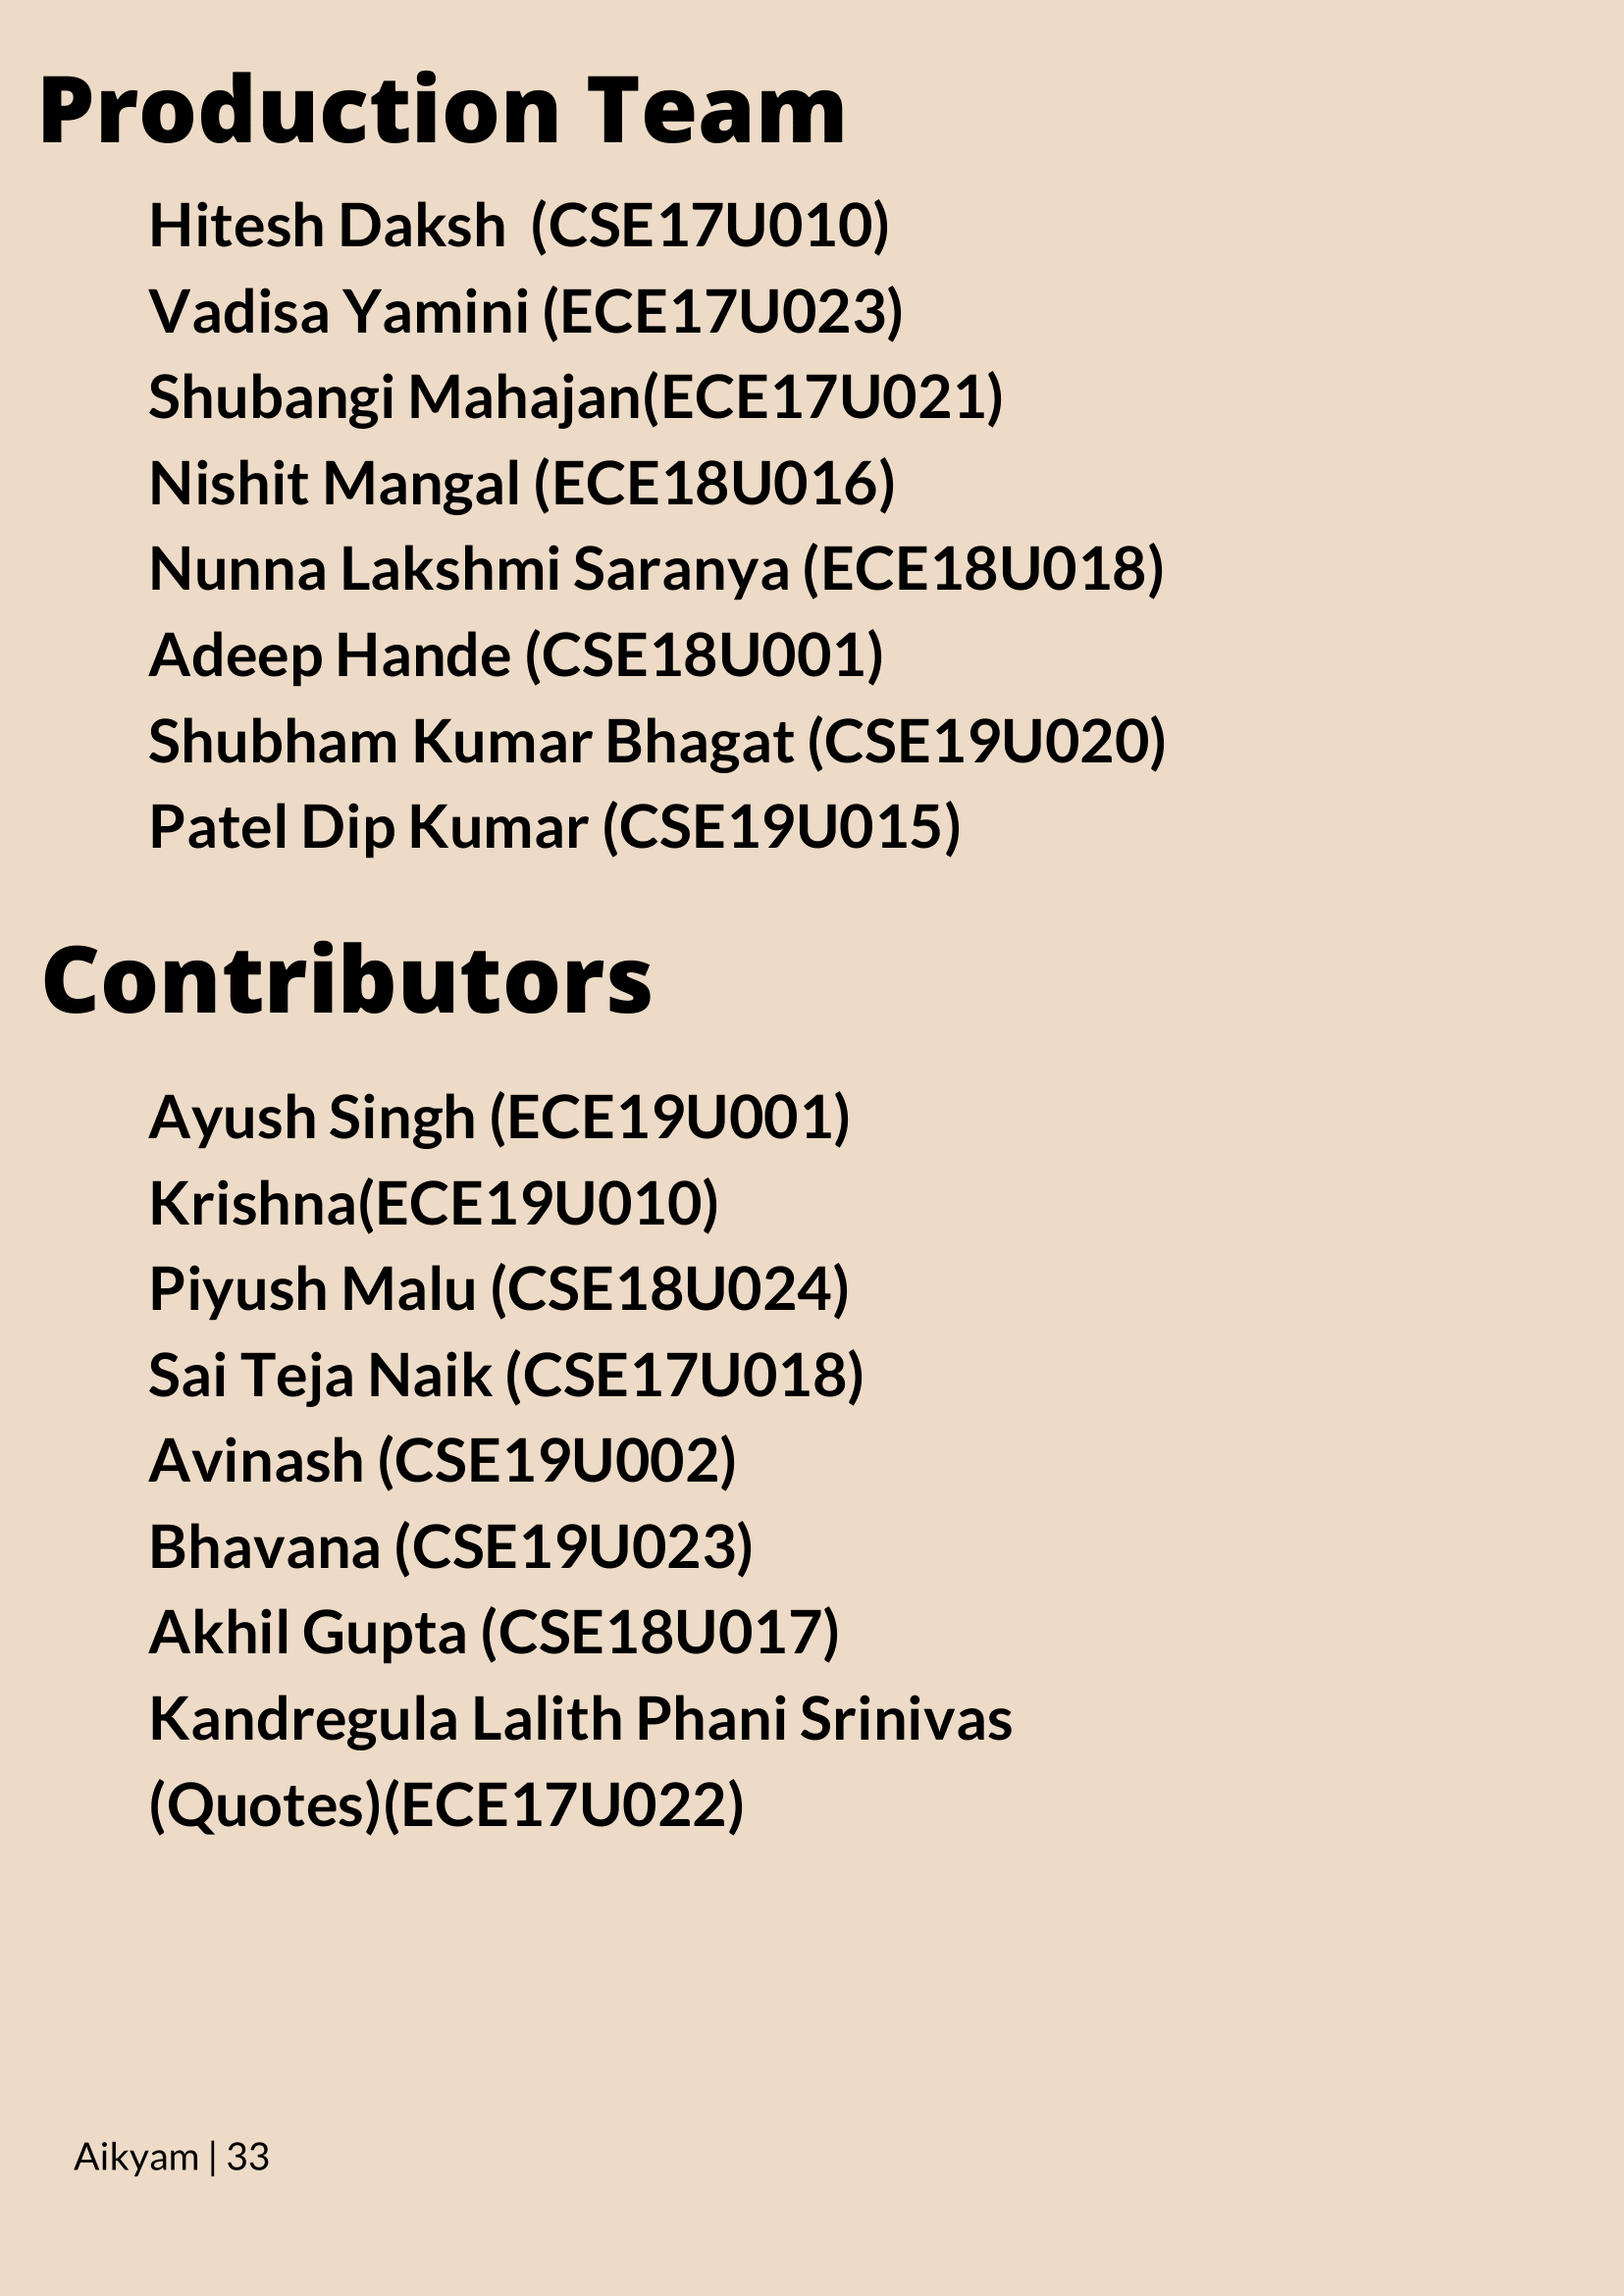 Production Team
Hitesh Daksh  (CSE17U010)
Vadisa Yamini (ECE17U023)
Shubangi Mahajan(ECE17U021)
Nishit Mangal (ECE18U016)
Nunna Lakshmi Saranya (ECE18U018)
Adeep Hande (CSE18U001)
Shubham Kumar Bhagat (CSE19U020)
Patel Dip Kumar (CSE19U015)
Contributors
Ayush Singh (ECE19U001)
Krishna(ECE19U010)
Piyush Malu (CSE18U024)
Sai Teja Naik (CSE17U018)
Avinash (CSE19U002)
Bhavana (CSE19U023)
Akhil Gupta (CSE18U017)
Kandregula Lalith Phani Srinivas
(Quotes)(ECE17U022)
Aikyam | 33